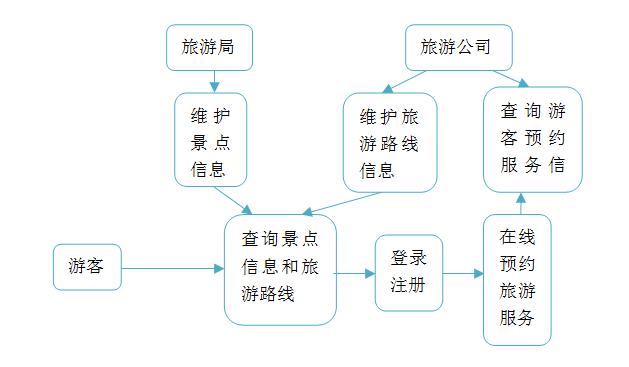 旅游局
旅游公司
维护
景点
信息
维护旅
游路线
信息
查询游
客预约
服务信
游客
查询景点
信息和旅
游路线
登录
注册
在线
预约
旅游
服务